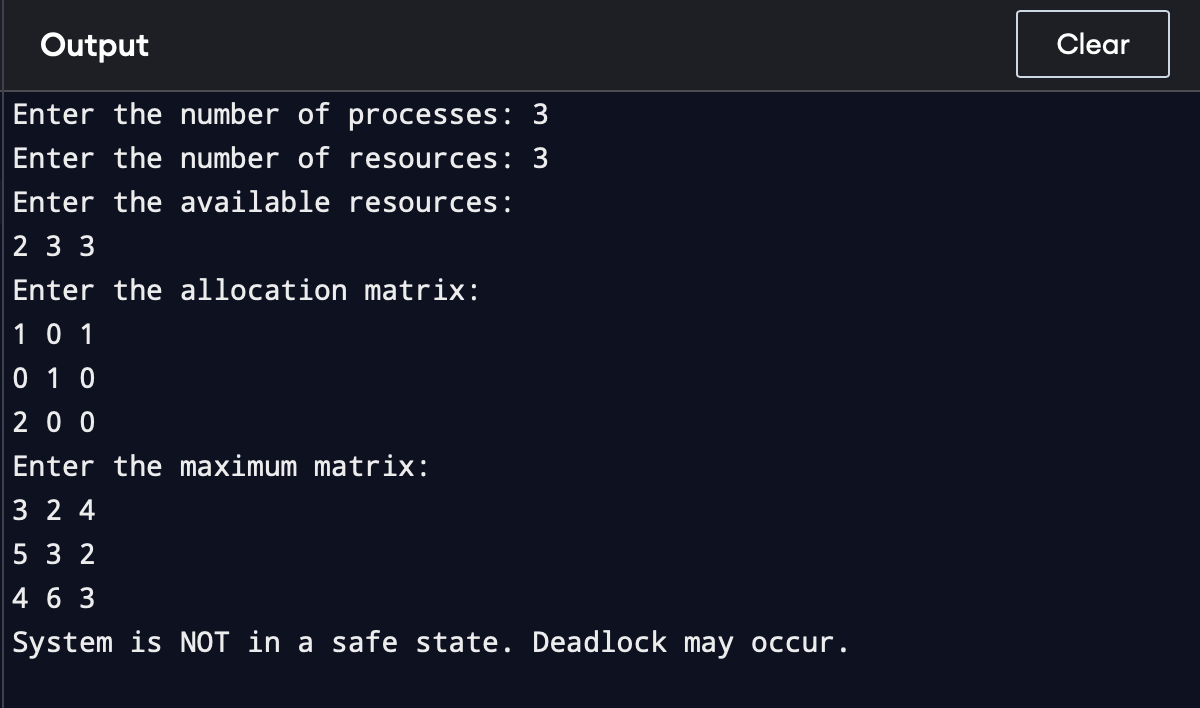 Output
Clear
Enter the number of processes: 3
Enter the number of resources: 3
Enter the available resources:
2 3 3
Enter the allocation matrix:
1 0 1
0 1 0
2 0 0
Enter the maximum matrix:
3 2 4
5 3 2
4 6 3
System is NOT in a safe state. Deadlock may occur.